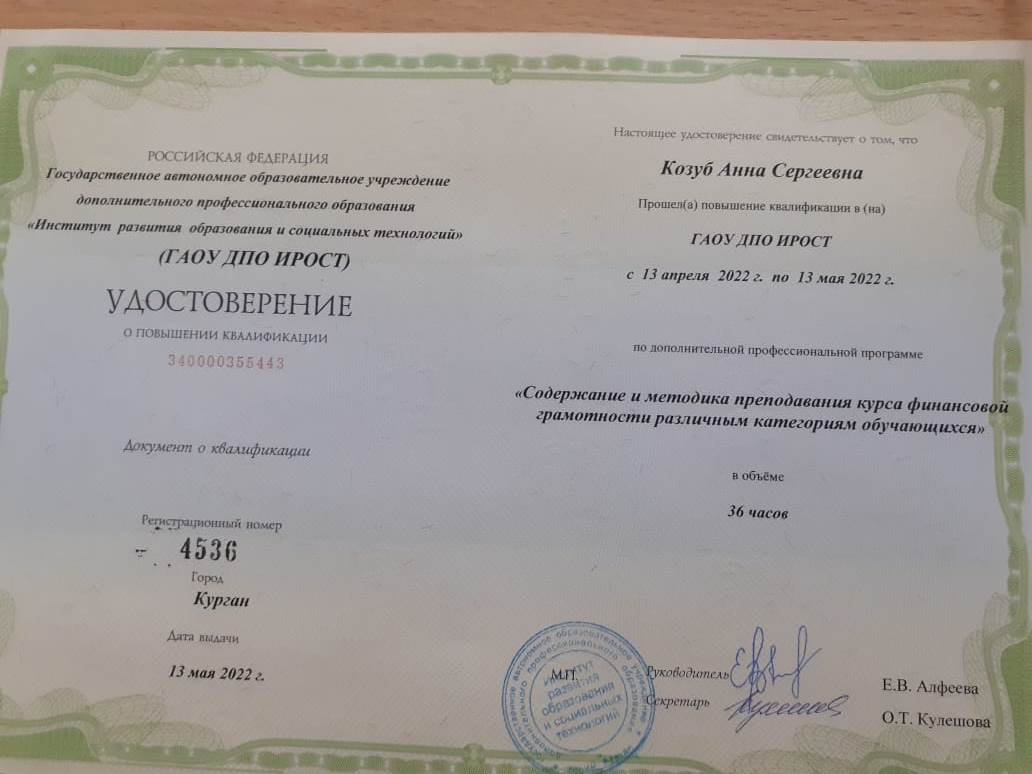 РОССИЙСКАЯ ФЕДЕРАЦИЯ
Государственное автономное образовательное учреждение
дополнительного профессионального образования
«Институт развития образования и социальных технологий»
(ГАОУ ДПО ИРОСТ)
УДОСТОВЕРЕНИЕ
О ПОВЫШЕНИИ КВАЛИФИКАЦИИ
340000355443
Документ о квалификации
Регистрационный номер
4536
Город
Курган
Дата выдачи
13 мая 2022 г.
Настоящее удостоверение свидетельствует о том, что
Козуб Анна Сергеевна
Прошел(а) повышение квалификации в (на)
ГАОУ ДПО ИРОСТ
с 13 апреля 2022 г. по 13 мая 2022 г.
по дополнительной профессиональной программе
«Содержание и методика преподавания курса финансовой
грамотности различным категориям обучающихся»
в объёме
36 часов
М.П.
Руководитель
Е.В. Алфеева
Секретарь
О.Т. Кулешова
институт
развития
образования
и социальных
технологий